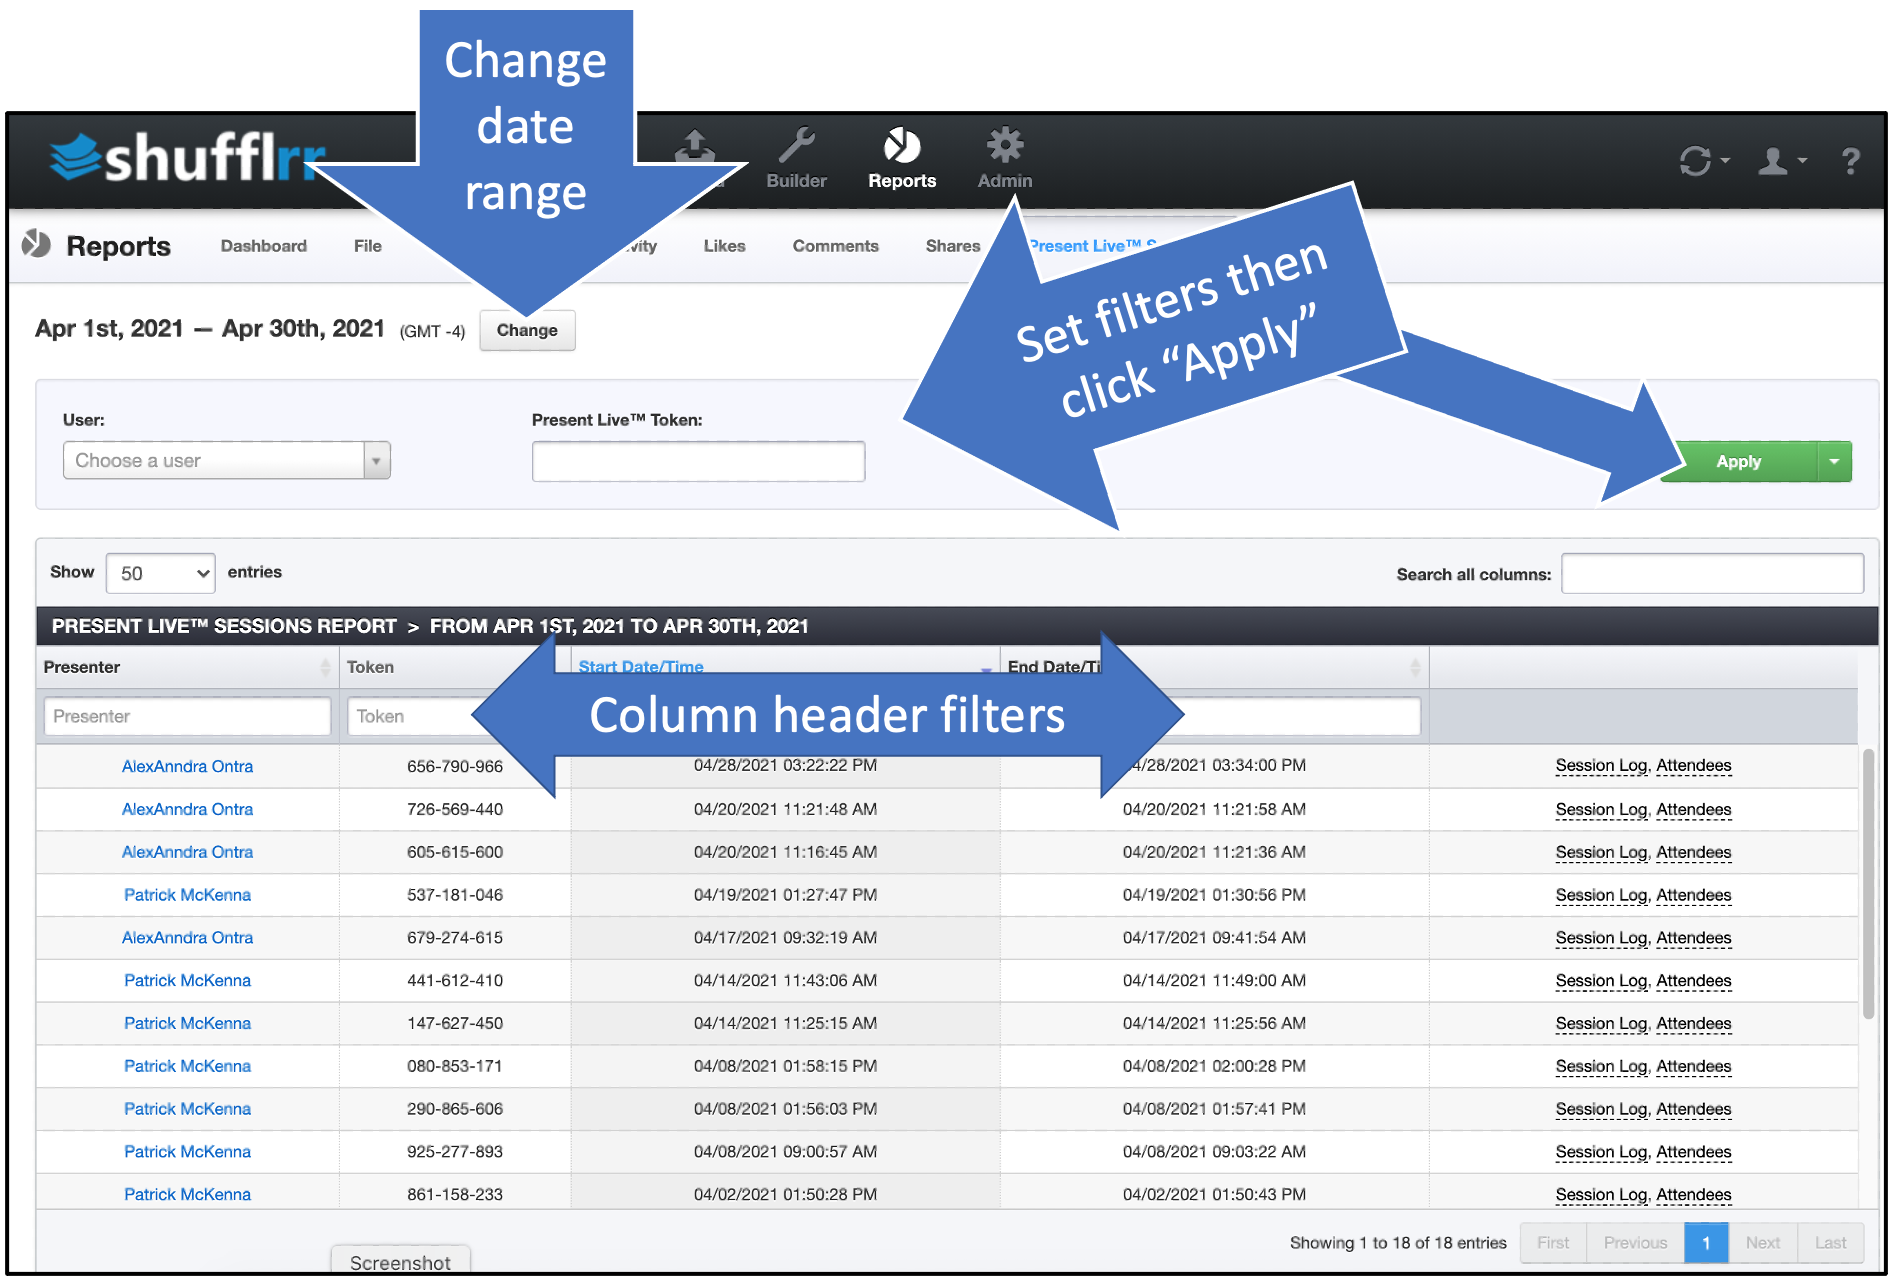 Change
date
range
shufflrr
Builder
Reports
Admin
?
Reports
Dashboard
File
Likes
Comments
Shares
Present Live™
Set filters then
click “Apply”
Apr 1st, 2021 — Apr 30th, 2021 (GMT -4) Change
User:
Present Live™ Token:
Choose a user
Apply
Show 50 entries
Search all columns:
PRESENT LIVE™ SESSIONS REPORT > FROM APR 1ST, 2021 TO APR 30TH, 2021
Presenter Token Start Date/Time End Date/Ti
Presenter Token
Column header filters
AlexAnndra Ontra 656-790-966 04/28/2021 03:22:22 PM 4/28/2021 03:34:00 PM Session Log, Attendees
AlexAnndra Ontra 726-569-440 04/20/2021 11:21:48 AM 04/20/2021 11:21:58 AM Session Log, Attendees
AlexAnndra Ontra 605-615-600 04/20/2021 11:16:45 AM 04/20/2021 11:21:36 AM Session Log, Attendees
Patrick McKenna 537-181-046 04/19/2021 01:27:47 PM 04/19/2021 01:30:56 PM Session Log, Attendees
AlexAnndra Ontra 679-274-615 04/17/2021 09:32:19 AM 04/17/2021 09:41:54 AM Session Log, Attendees
Patrick McKenna 441-612-410 04/14/2021 11:43:06 AM 04/14/2021 11:49:00 AM Session Log, Attendees
Patrick McKenna 147-627-450 04/14/2021 11:25:15 AM 04/14/2021 11:25:56 AM Session Log, Attendees
Patrick McKenna 080-853-171 04/08/2021 01:58:15 PM 04/08/2021 02:00:28 PM Session Log, Attendees
Patrick McKenna 290-865-606 04/08/2021 01:56:03 PM 04/08/2021 01:57:41 PM Session Log, Attendees
Patrick McKenna 925-277-893 04/08/2021 09:00:57 AM 04/08/2021 09:03:22 AM Session Log, Attendees
Patrick McKenna 861-158-233 04/02/2021 01:50:28 PM 04/02/2021 01:50:43 PM Session Log, Attendees
Showing 1 to 18 of 18 entries First Previous 1 Next Last
Screenshot